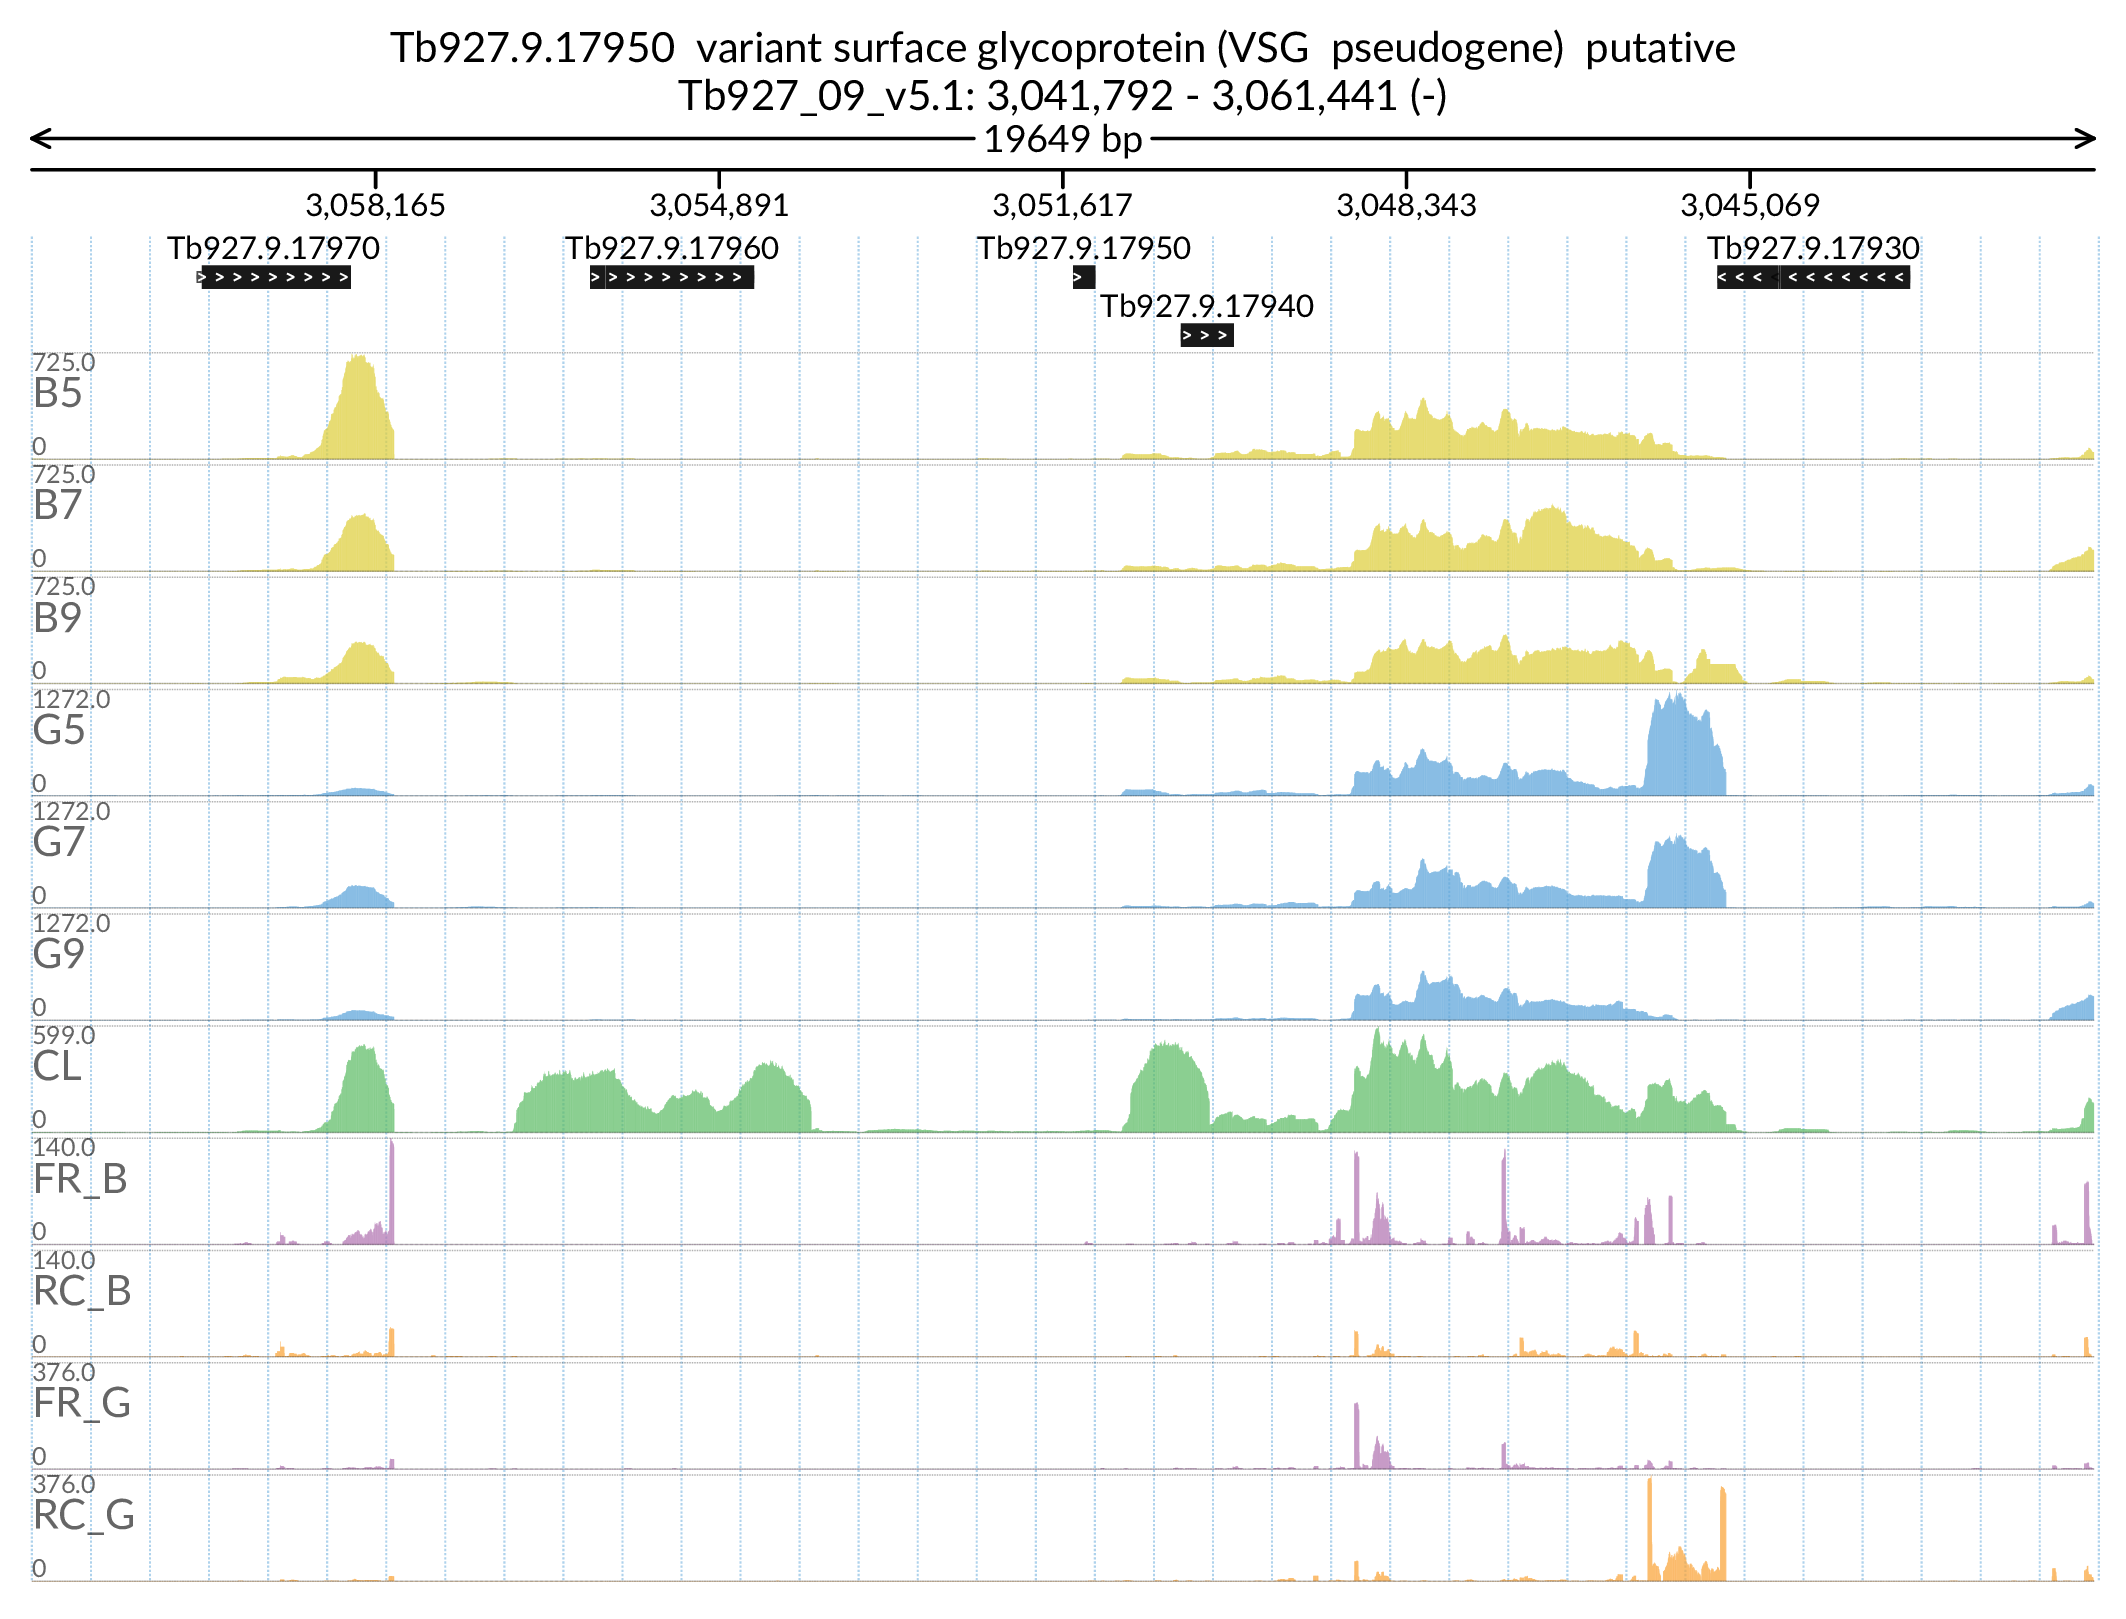 Tb927.9.17950  variant surface glycoprotein (VSG  pseudogene)  putative
Tb927_09_v5.1: 3,041,792 - 3,061,441 (-)
19649 bp
3,058,165 3,054,891 3,051,617 3,048,343 3,045,069
Tb927.9.17970 Tb927.9.17960 Tb927.9.17950 Tb927.9.17930
Tb927.9.17940
725.0
B5
0
725.0
B7
0
725.0
B9
0
1272.0
G5
0
1272.0
G7
0
1272.0
G9
0
599.0
CL
0
140.0
FR_B
0
140.0
RC_B
0
376.0
FR_G
0
376.0
RC_G
0